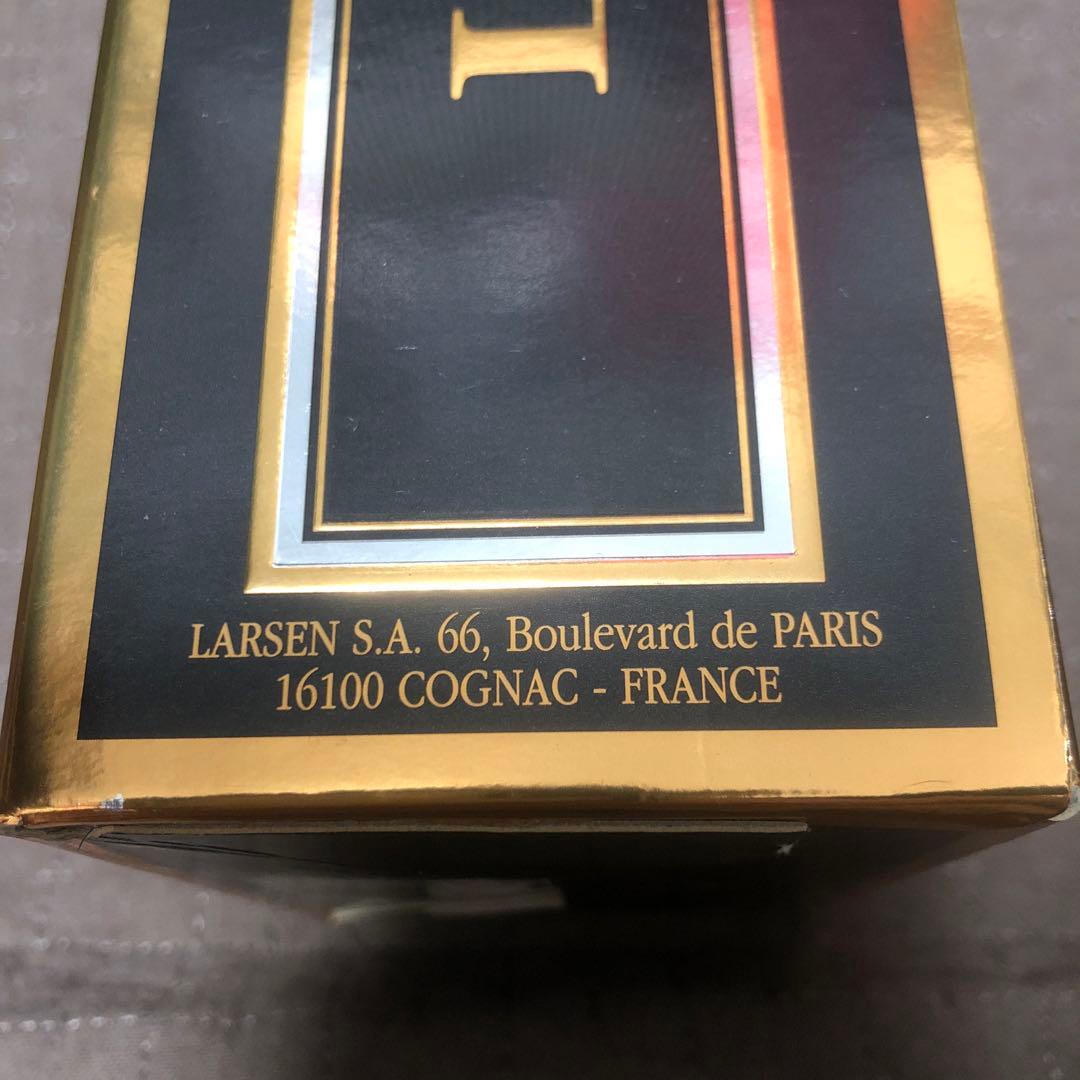 LARSEN S.A. 66, Boulevard de PARIS
16100 COGNAC - FRANCE